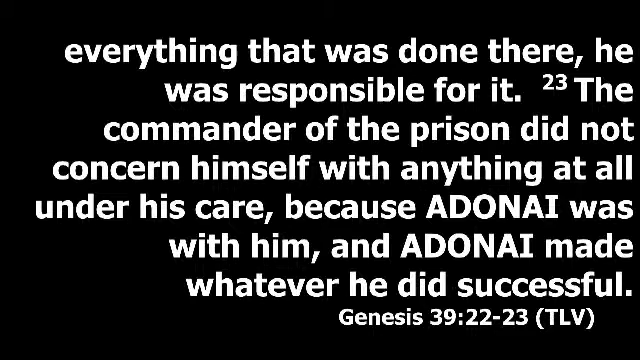 everything that was done there, he
was responsible for it. 23 The
commander of the prison did not
concern himself with anything at all
under his care, because ADONAI was
with him, and ADONAI made
whatever he did successful.
Genesis 39:22-23 (TLV)